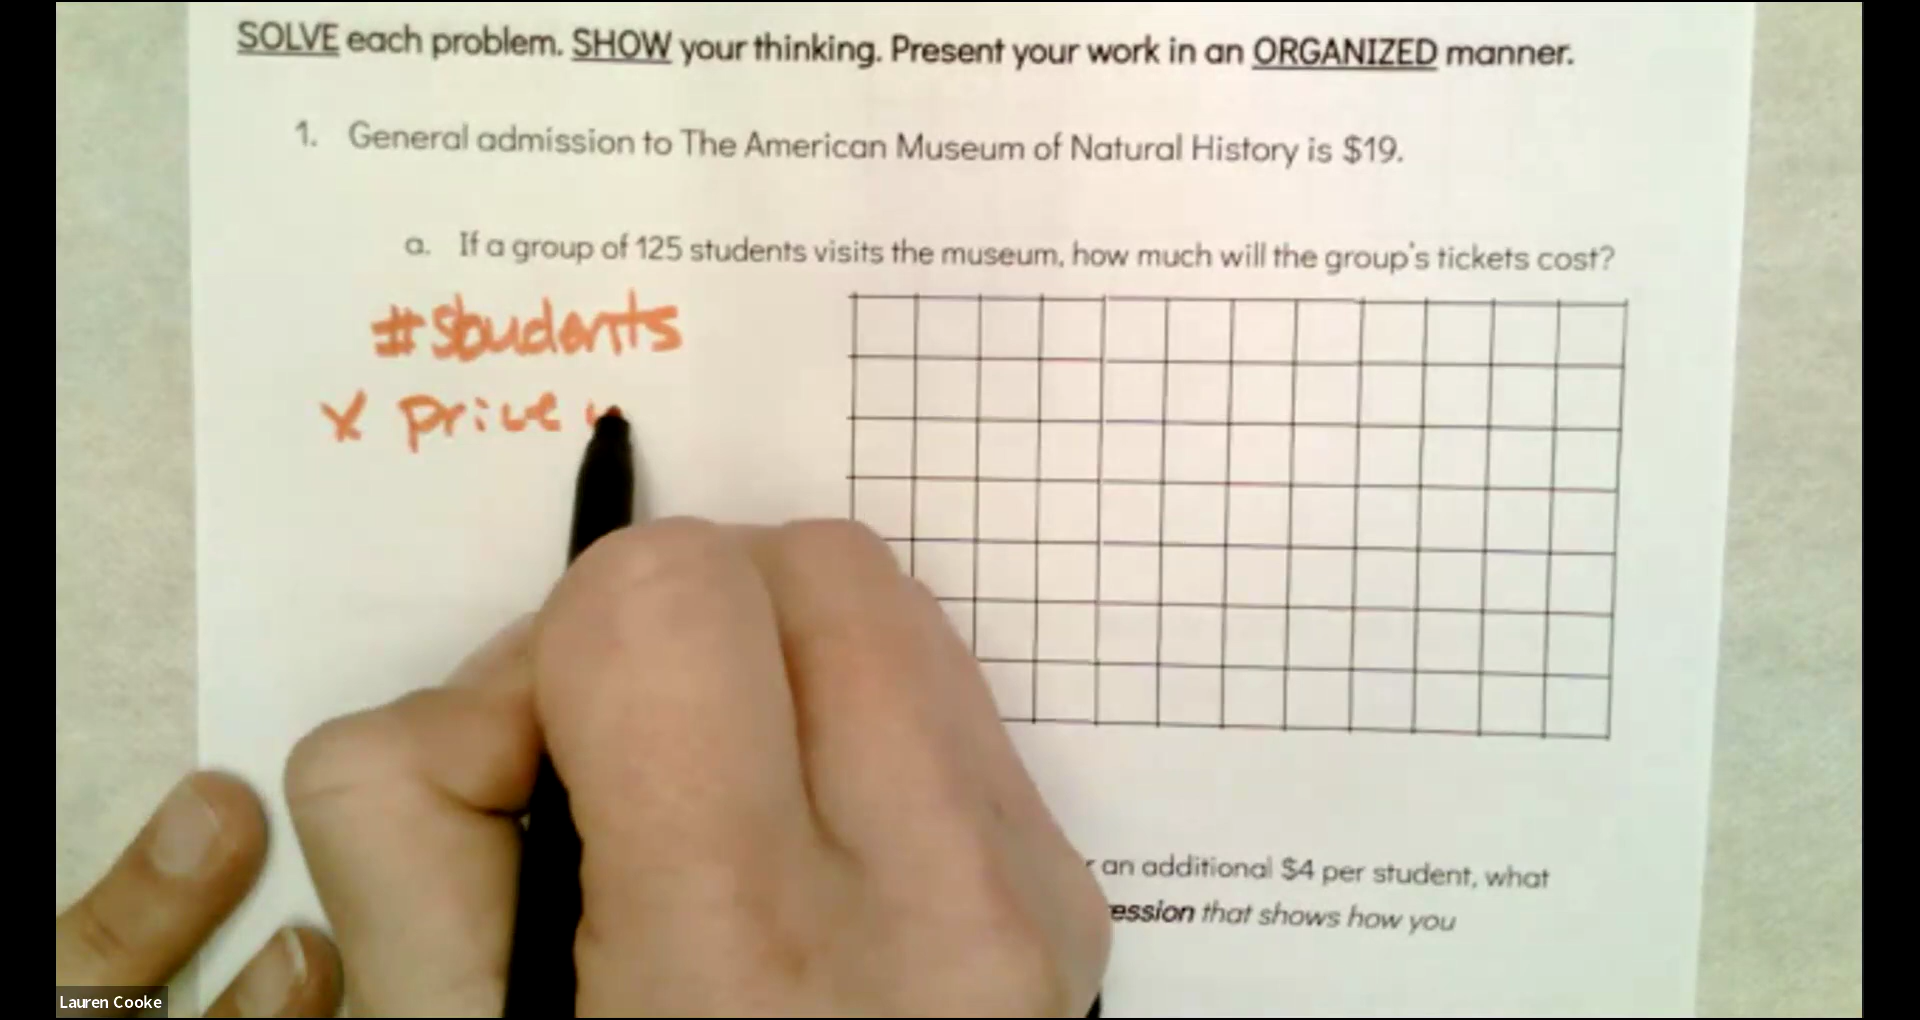 SOLVE each problem. SHOW your thinking. Present your work in an ORGANIZED manner.
1. General admission to The American Museum of Natural History is $19.
a. If a group of 125 students visits the museum, how much will the group's tickets cost?
#students
x price
an additional $4 per student, what
ession that shows how you
Lauren Cooke